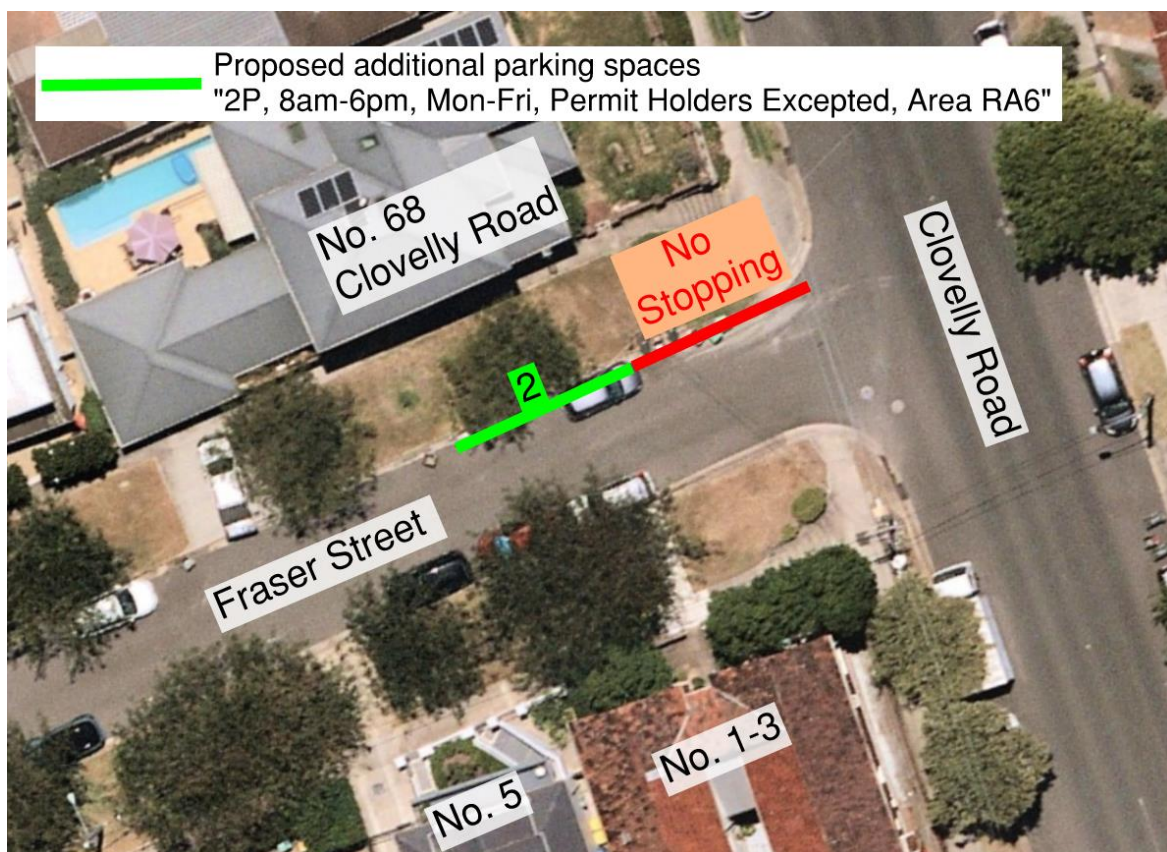 Proposed additional parking spaces
"2P, 8am-6pm, Mon-Fri, Permit Holders Excepted, Area RA6"
No. 68
Clovelly Road
No
Stopping
Clovelly
Road
2
Fraser Street
No. 1-3
No. 5